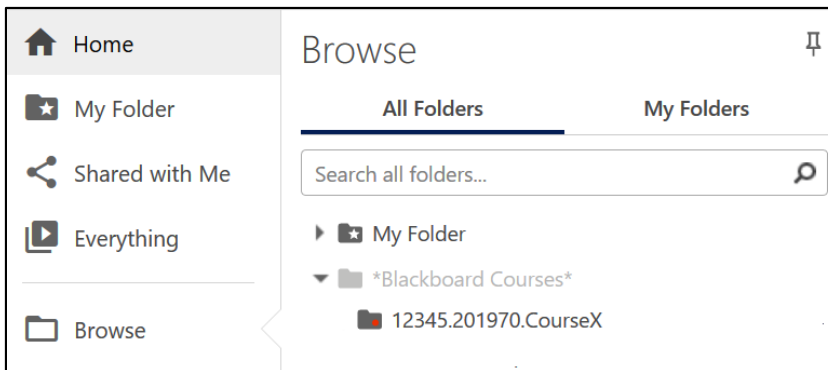 Home
My Folder
Shared with Me
Everything
Browse
Browse
All Folders
My Folders
Search all folders...
My Folder
*Blackboard Courses*
12345.201970.CourseX